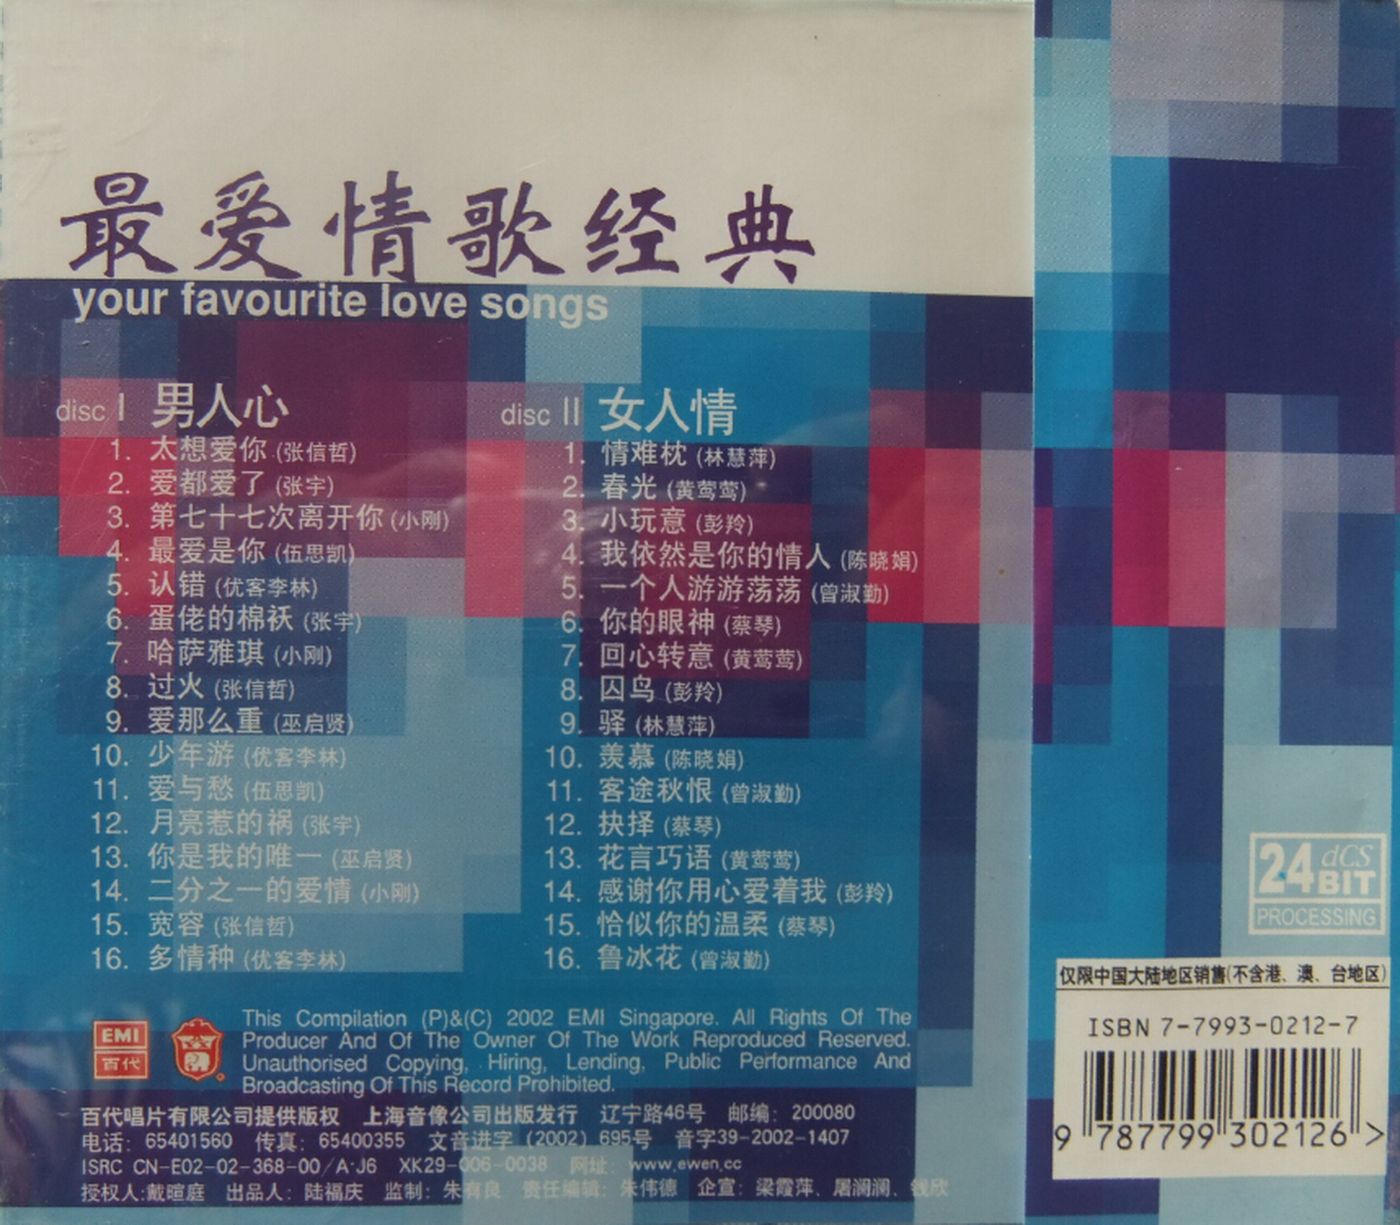 最爱情歌经典
your favourite love songs
disc I 男人心
1. 太想爱你 (张信哲)
2. 爱都爱了 (张宇)
3. 第七十七次离开你 (小刚)
4. 最爱是你 (伍思凯)
5. 认错 (优客李林)
6. 蛋佬的棉袄 (张宇)
7. 哈萨雅琪 (小刚)
8. 过火 (张信哲)
9. 爱那么重 (巫启贤)
10. 少年游 (优客李林)
11. 爱与愁 (伍思凯)
12. 月亮惹的祸 (张宇)
13. 你是我的唯一 (巫启贤)
14. 二分之一的爱情 (小刚)
15. 宽容 (张信哲)
16. 多情种 (优客李林)
disc II 女人情
1. 情难枕 (林慧萍)
2. 春光 (黄莺莺)
3. 小玩意 (彭羚)
4. 我依然是你的情人 (陈晓娟)
5. 一个人游游荡荡 (曾淑勤)
6. 你的眼神 (蔡琴)
7. 回心转意 (黄莺莺)
8. 囚鸟 (彭羚)
9. 驿 (林慧萍)
10. 羡慕 (陈晓娟)
11. 客途秋恨 (曾淑勤)
12. 抉择 (蔡琴)
13. 花言巧语 (黄莺莺)
14. 感谢你用心爱着我 (彭羚)
15. 恰似你的温柔 (蔡琴)
16. 鲁冰花 (曾淑勤)
EMI
百代
This Compilation (P)&(C) 2002 EMI Singapore. All Rights Of The
Producer And Of The Owner Of The Work Reproduced Reserved.
Unauthorised Copying, Hiring, Lending, Public Performance And
Broadcasting Of This Record Prohibited.
百代唱片有限公司提供版权 上海音像公司出版发行 辽宁路46号 邮编: 200080
电话: 65401560 传真: 65400355 文音进字 (2002) 695号 音字39-2002-1407
ISRC CN-E02-02-368-00/A·J6 XK29-006-0038 网址: www.ewen.cc
授权人:戴暄庭 出品人: 陆福庆 监制: 朱有良 责任编辑: 朱伟德 企宣: 梁霞萍、屠澜澜、钱欣
24 dCS
BIT
PROCESSING
仅限中国大陆地区销售(不含港、澳、台地区)
ISBN 7-7993-0212-7
9 787799 302126 >